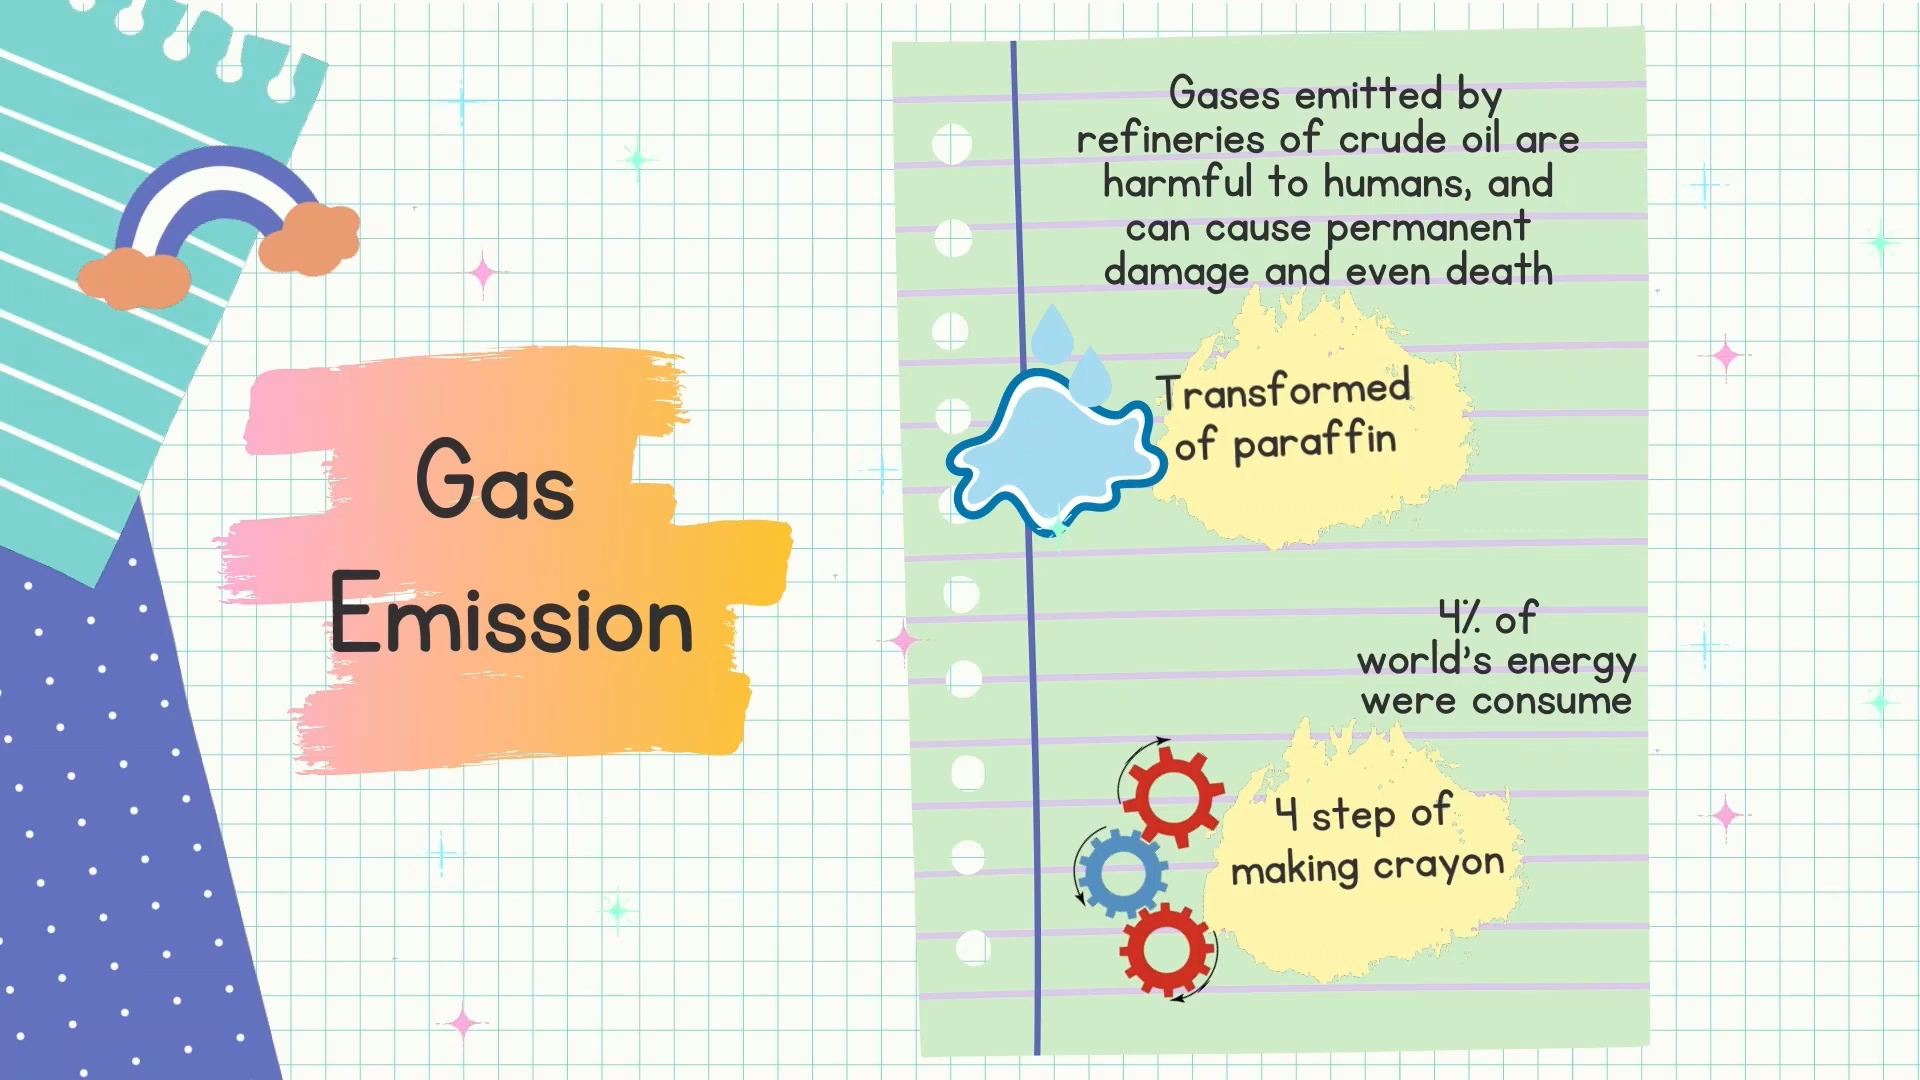 Gas
Emission
Gases emitted by
refineries of crude oil are
harmful to humans, and
can cause permanent
damage and even death
Transformed
of paraffin
4% of
world's energy
were consume
4 step of
making crayon